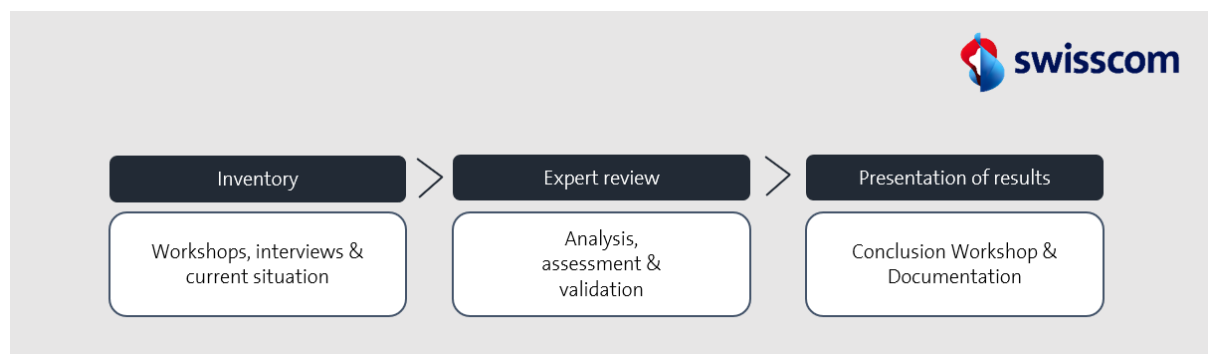 swisscom
Inventory
Expert review
Presentation of results
Workshops, interviews &
current situation
Analysis,
assessment &
validation
Conclusion Workshop &
Documentation